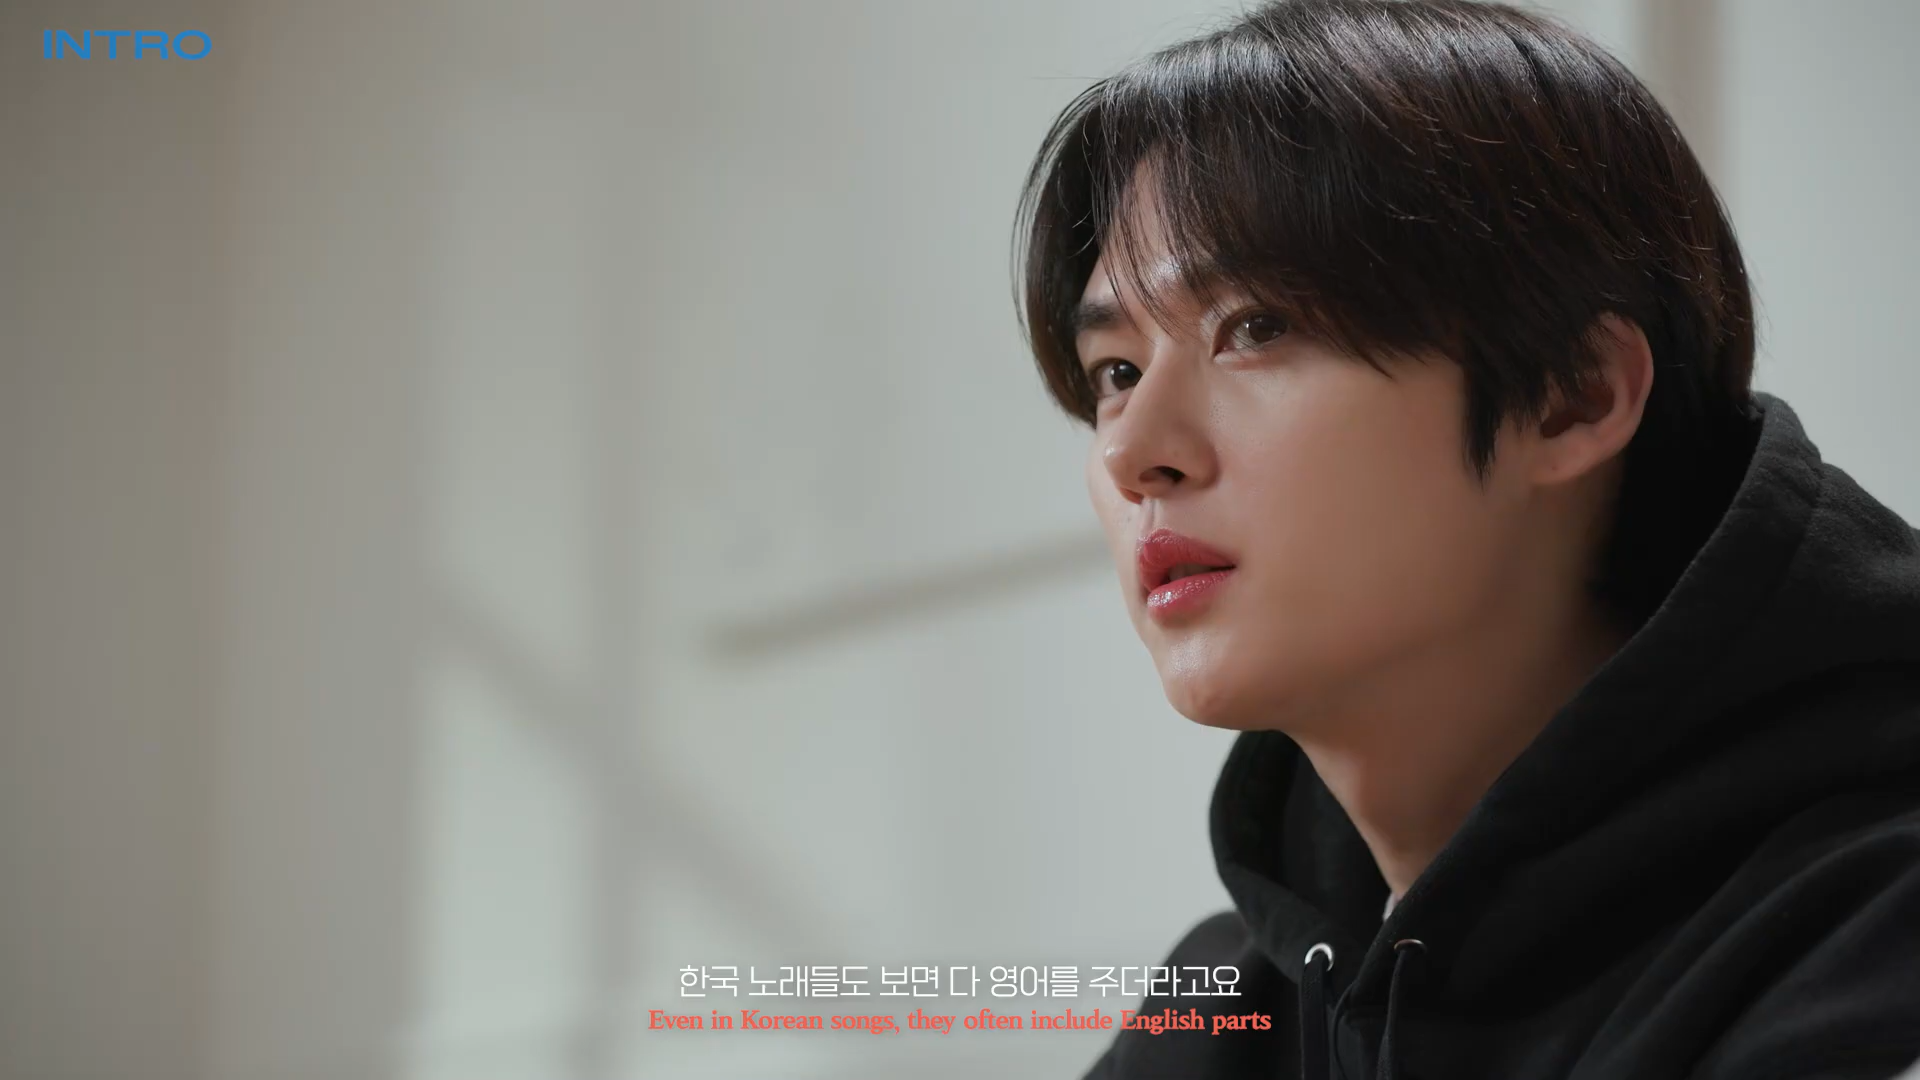 INTRO
한국 노래들도 보면 다 영어를 주더라고요
Even in Korean songs, they often include English parts